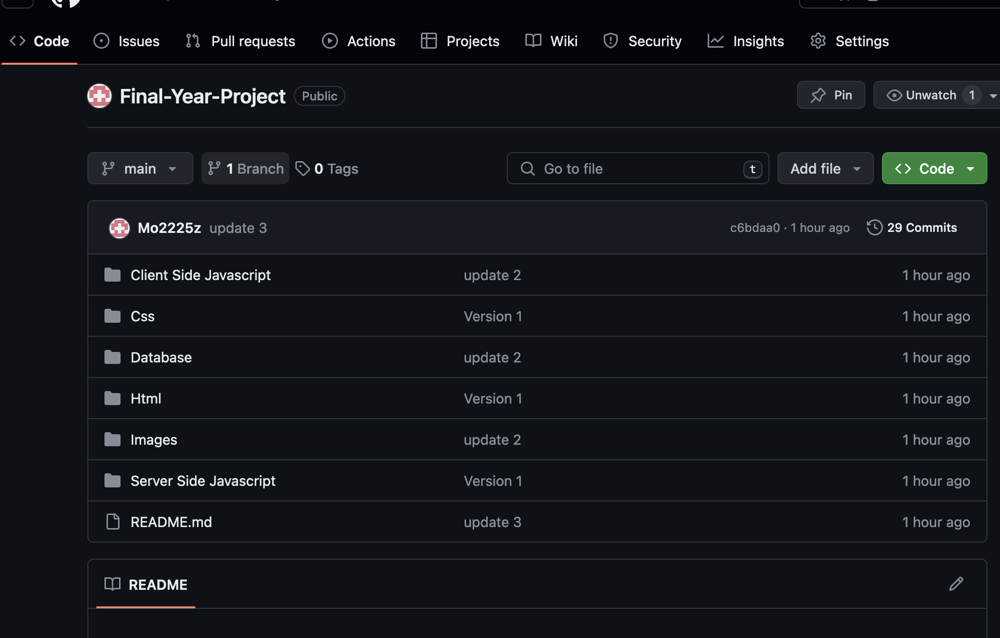 Code Issues Pull requests Actions Projects Wiki Security Insights Settings
Final-Year-Project Public Pin Unwatch 1
main 1 Branch 0 Tags Go to file t Add file Code
Mo2225z update 3 c6bdaa0 · 1 hour ago 29 Commits
Client Side Javascript update 2 1 hour ago
Css Version 1 1 hour ago
Database update 2 1 hour ago
Html Version 1 1 hour ago
Images update 2 1 hour ago
Server Side Javascript Version 1 1 hour ago
README.md update 3 1 hour ago
README